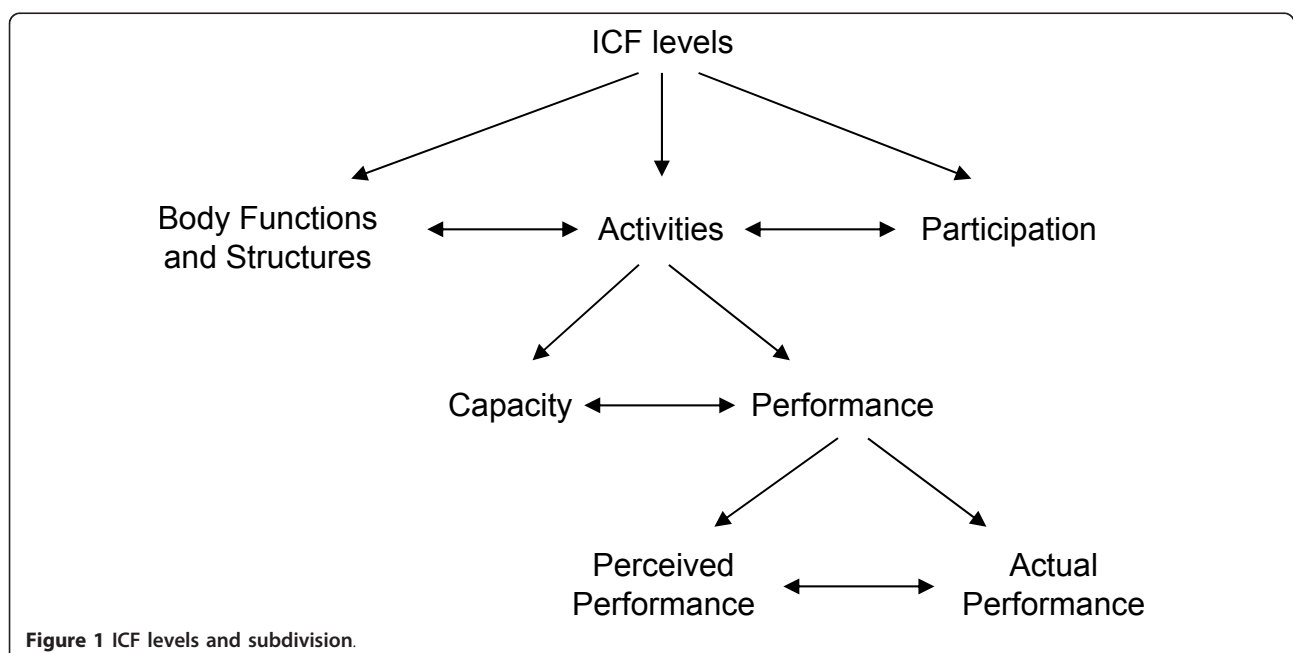 ICF levels
Body Functions
and Structures
Activities
Participation
Capacity
Performance
Perceived
Performance
Actual
Performance
Figure 1 ICF levels and subdivision.